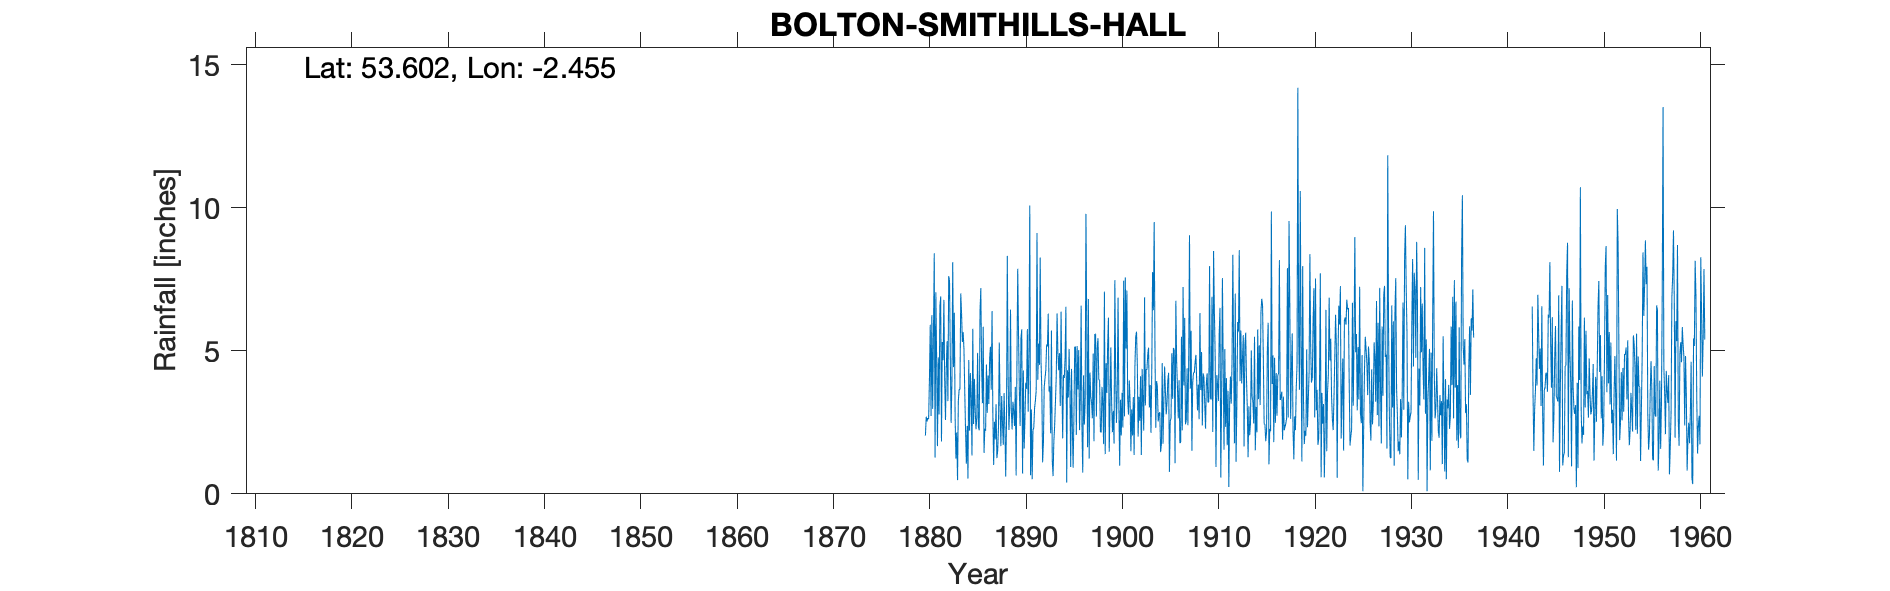 BOLTON-SMITHILLS-HALL
Lat: 53.602, Lon: -2.455
15
10
5
0
Rainfall [inches]
1810 1820 1830 1840 1850 1860 1870 1880 1890 1900 1910 1920 1930 1940 1950 1960
Year